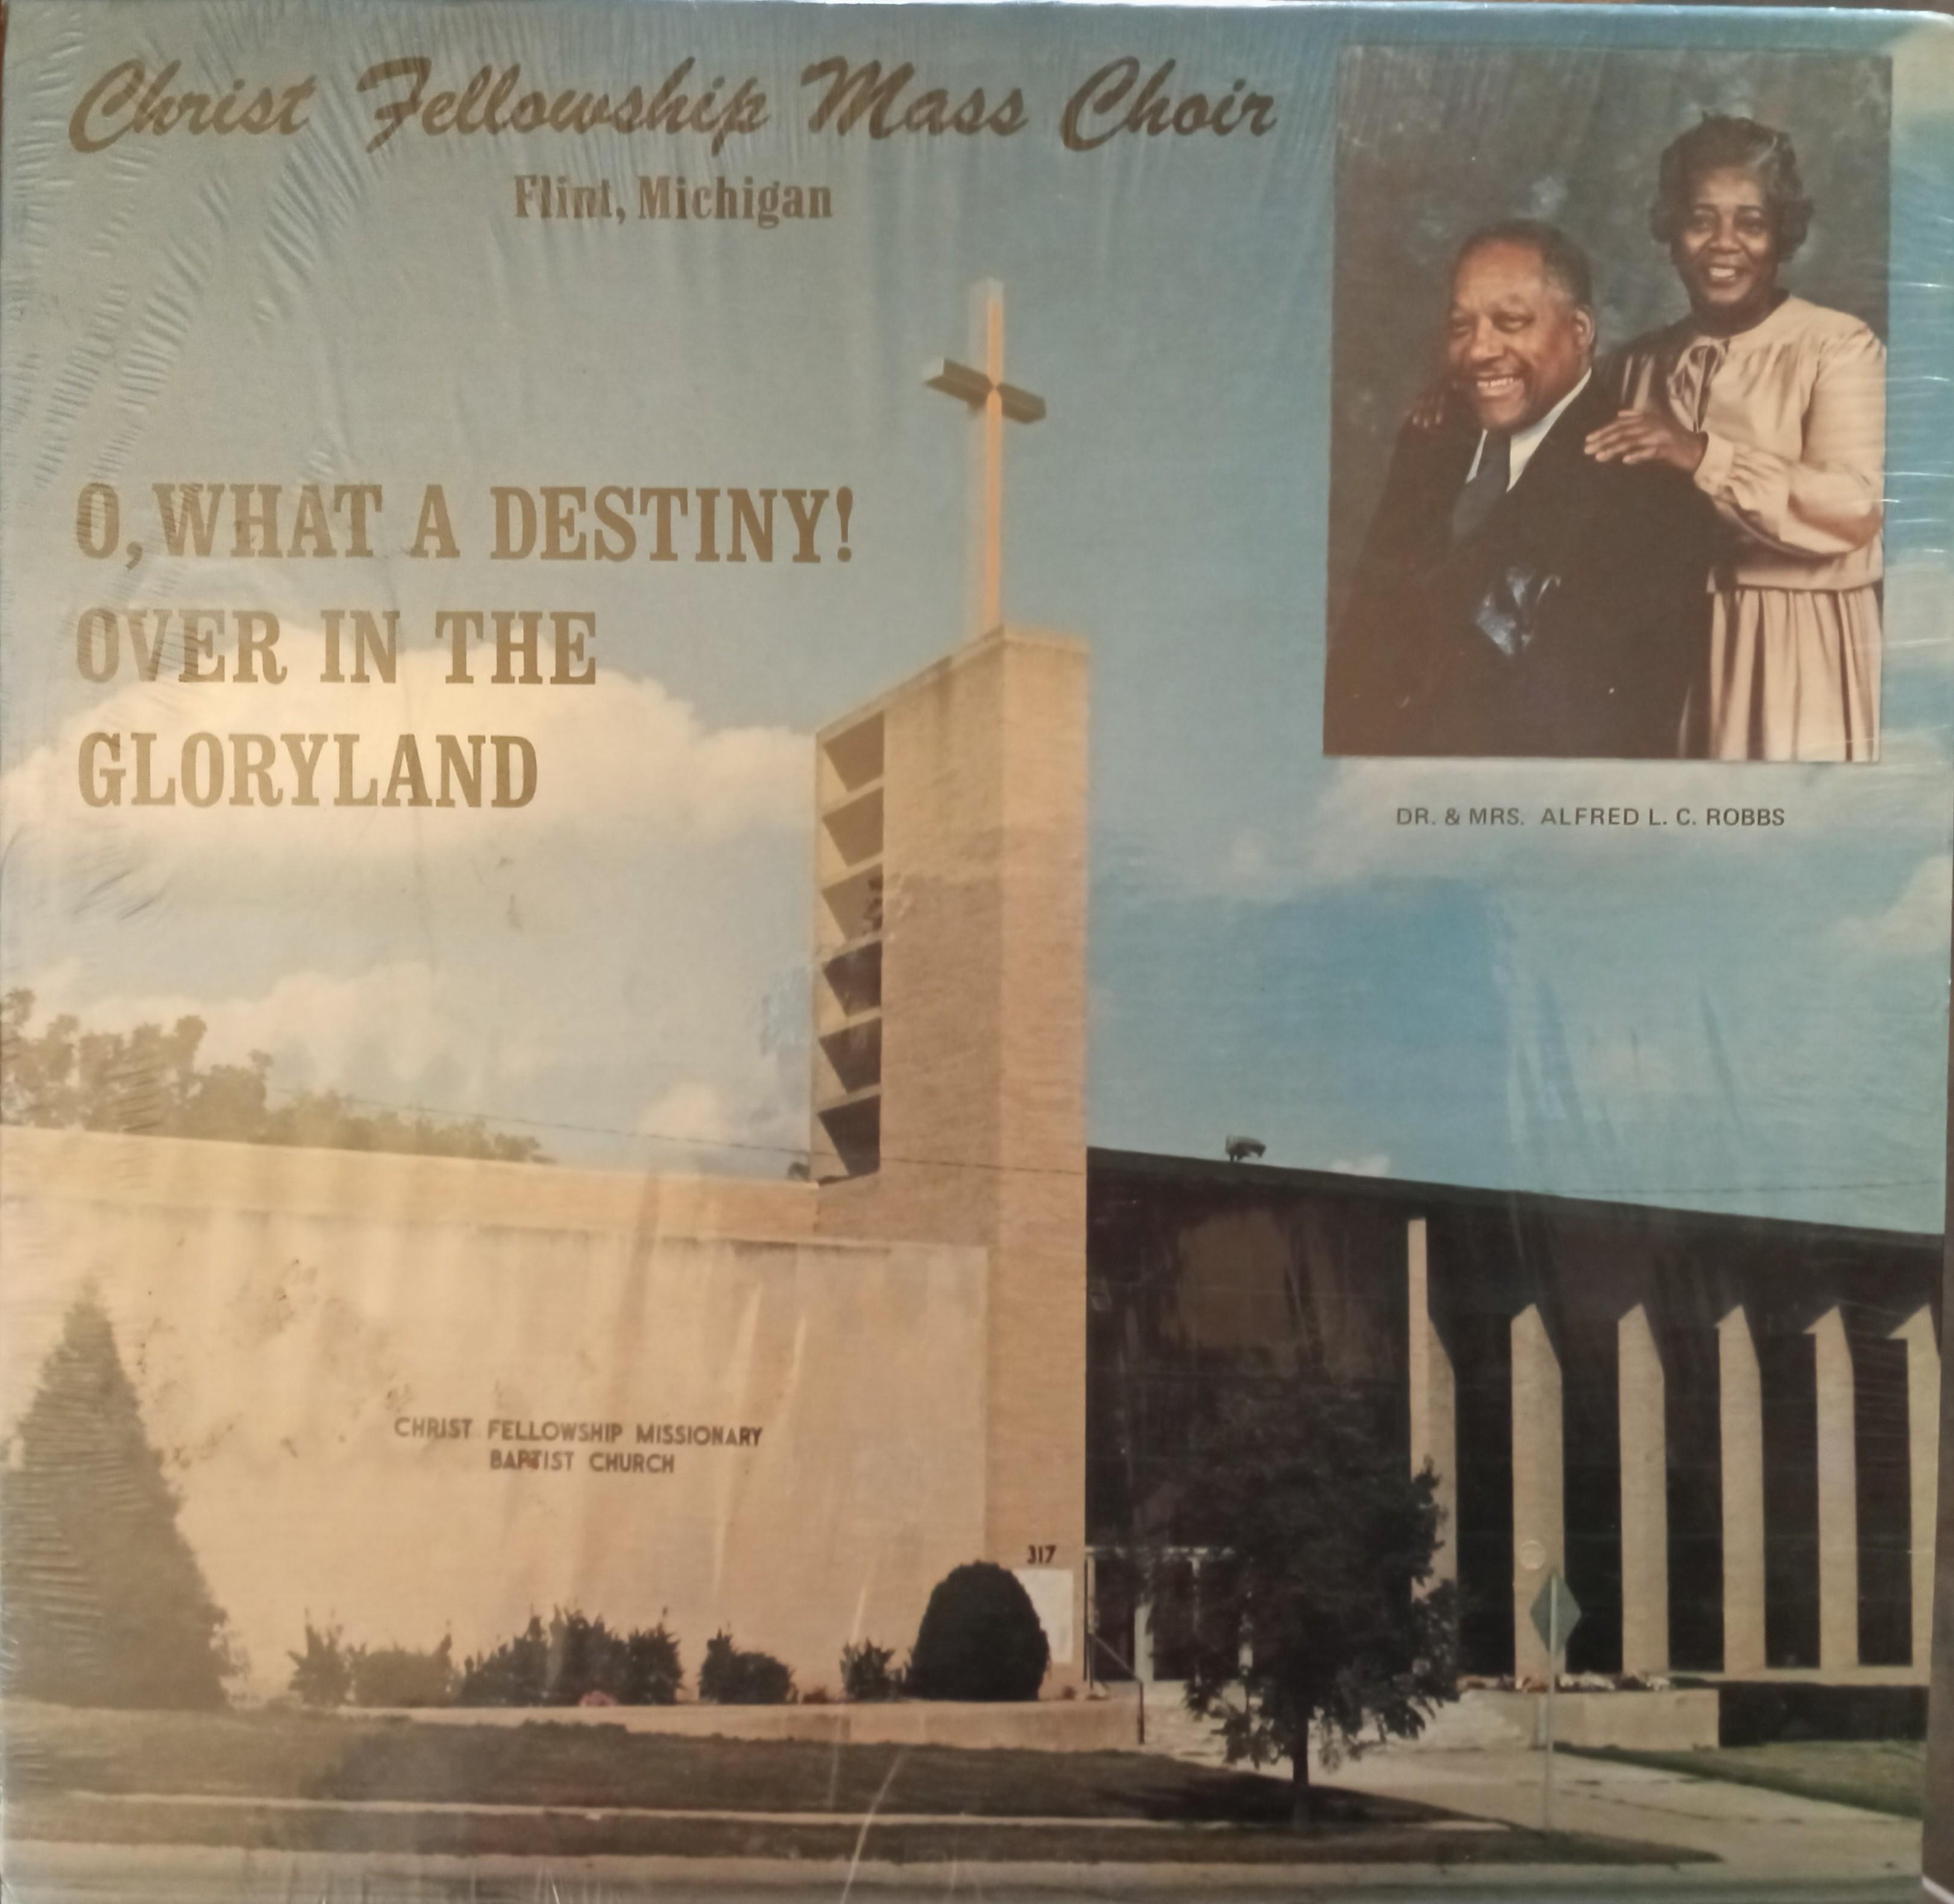 Christ Fellowship Mass Choir
Flint, Michigan
O, WHAT A DESTINY!
OVER IN THE
GLORYLAND
DR. & MRS. ALFRED L. C. ROBBS
CHRIST FELLOWSHIP MISSIONARY
BAPTIST CHURCH
317